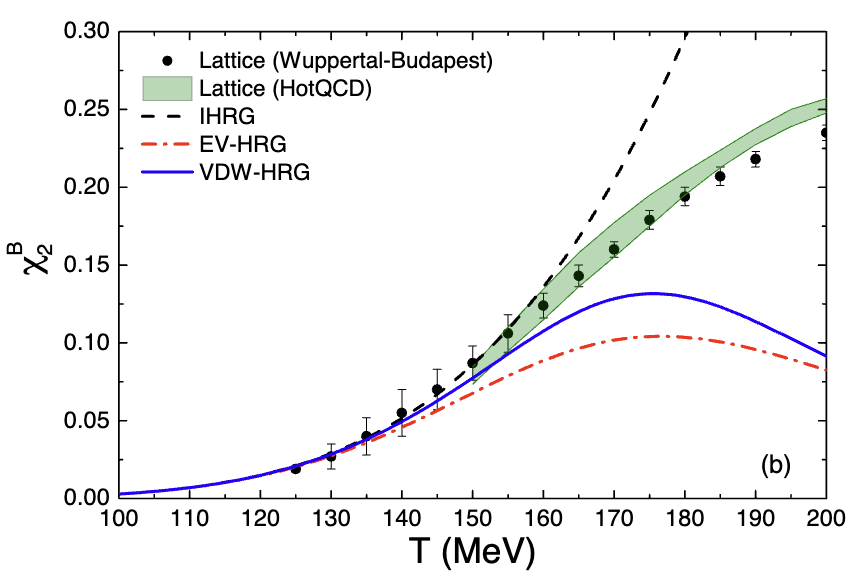 0.30
0.25
0.20
0.15
0.10
0.05
0.00
χ₂ᴮ
Lattice (Wuppertal-Budapest)
Lattice (HotQCD)
IHRG
EV-HRG
VDW-HRG
(b)
100 110 120 130 140 150 160 170 180 190 200
T (MeV)